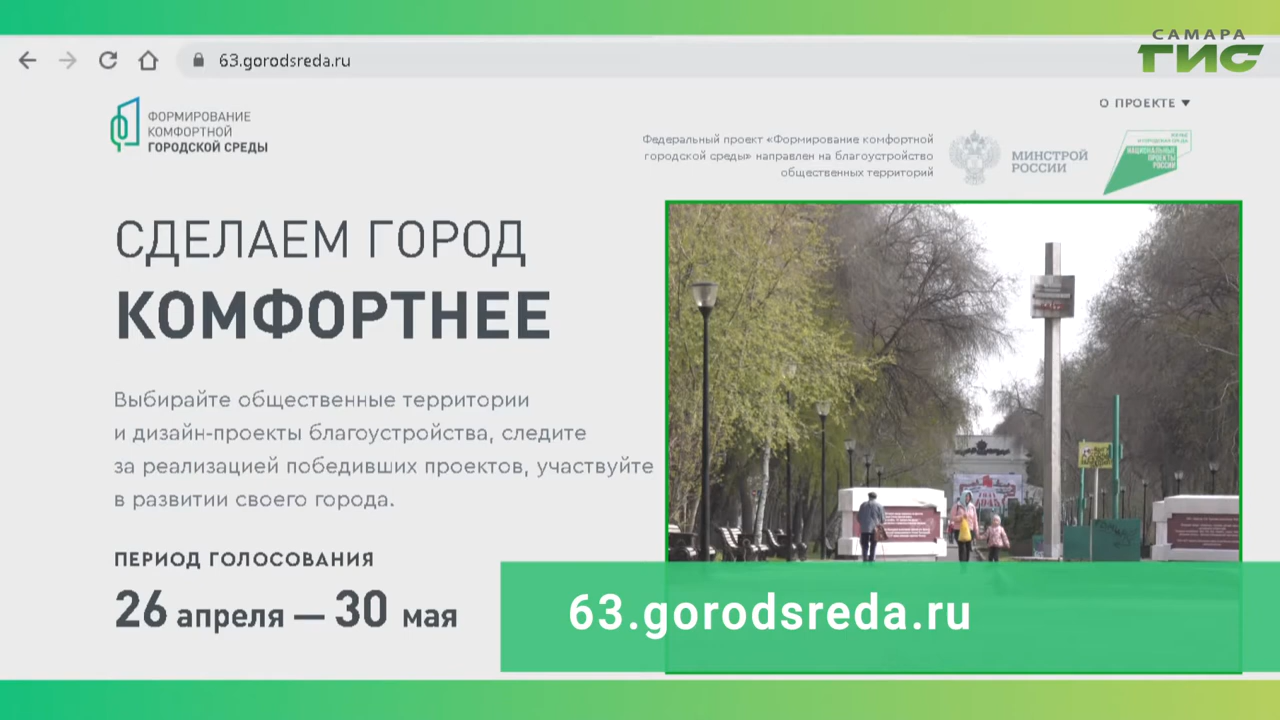 САМАРА
ГИС
63.gorodsreda.ru
О ПРОЕКТЕ
ФОРМИРОВАНИЕ
КОМФОРТНОЙ
ГОРОДСКОЙ СРЕДЫ
Федеральный проект «Формирование комфортной
городской среды» направлен на благоустройство
общественных территорий
МИНСТРОЙ
РОССИИ
НАЦИОНАЛЬНЫЕ
ПРОЕКТЫ
РОССИИ
СДЕЛАЕМ ГОРОД
КОМФОРТНЕЕ
Выбирайте общественные территории
и дизайн-проекты благоустройства, следите
за реализацией победивших проектов, участвуйте
в развитии своего города.
ПЕРИОД ГОЛОСОВАНИЯ
26 апреля — 30 мая
63.gorodsreda.ru